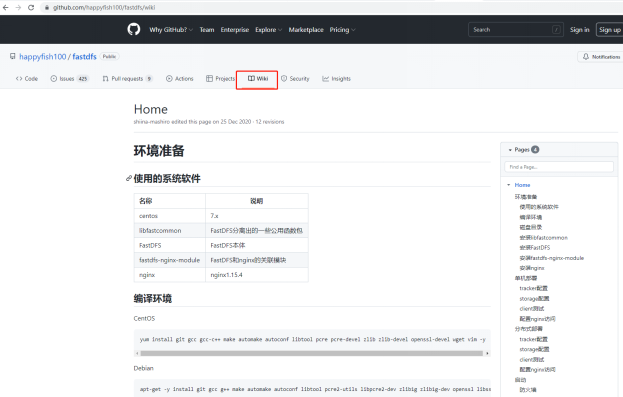 github.com/happyfish100/fastdfs/wiki
Why GitHub? Team Enterprise Explore Marketplace Pricing Search / Sign in Sign up
happyfish100 / fastdfs Public Notifications
Code Issues 425 Pull requests 9 Actions Projects Wiki Security Insights
Home
shiina-mashiro edited this page on 25 Dec 2020 · 12 revisions
环境准备
使用的系统软件
名称 说明
centos 7.x
libfastcommon FastDFS分离出的一些公用函数包
FastDFS FastDFS本体
fastdfs-nginx-module FastDFS和nginx的关联模块
nginx nginx1.15.4
编译环境
CentOS
yum install git gcc gcc-c++ make automake autoconf libtool pcre pcre-devel zlib zlib-devel openssl-devel wget vim -y
Debian
apt-get -y install git gcc g++ make automake autoconf libtool pcre2-utils libpcre2-dev zlib1g zlib1g-dev openssl
Pages 4
Find a Page...
Home
环境准备
使用的系统软件
编译环境
磁盘目录
安装libfastcommon
安装FastDFS
安装fastdfs-nginx-module
安装nginx
单机部署
tracker配置
storage配置
client测试
配置nginx访问
分布式部署
tracker配置
storage配置
client测试
配置nginx访问
启动
防火墙